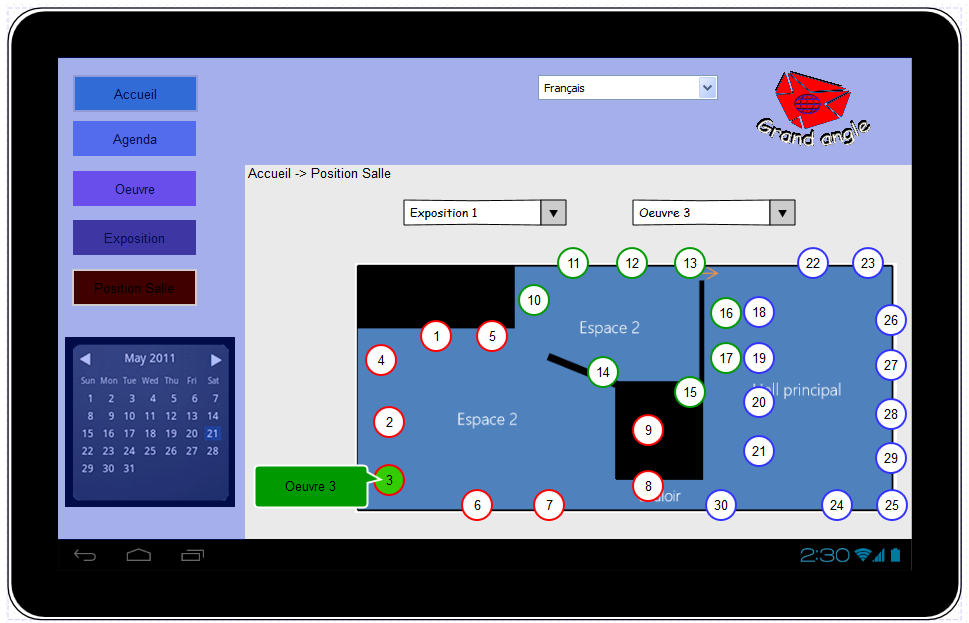 Accueil
Français
Grand angle
Agenda
Accueil -> Position Salle
Oeuvre
Exposition 1
Oeuvre 3
Exposition
Position Salle
11
12
13
22
23
10
Espace 2
16
18
26
1
5
4
14
17
19
27
15
principal
20
2
Espace 2
9
28
21
29
3
Oeuvre 3
8
oir
6
7
30
24
25
May 2011
Sun Mon Tue Wed Thu Fri Sat
1 2 3 4 5 6 7
8 9 10 11 12 13 14
15 16 17 18 19 20 21
22 23 24 25 26 27 28
29 30 31
2:30